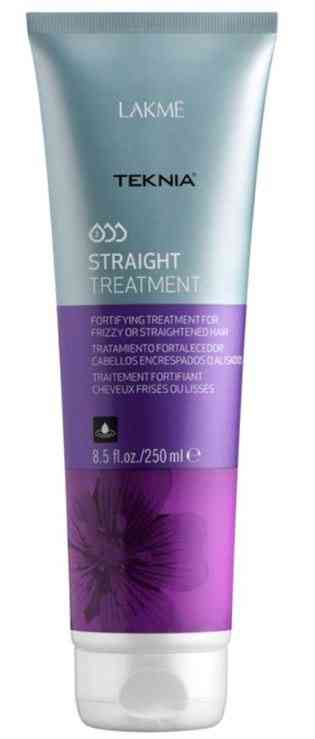 LAKMÉ
TEKNIA®
STRAIGHT
TREATMENT
FORTIFYING TREATMENT FOR
FRIZZY OR STRAIGHTENED HAIR
TRATAMIENTO FORTALECEDOR
CABELLOS ENCRESPADOS O ALISADOS
TRAITEMENT FORTIFIANT
CHEVEUX FRISÉS OU LISSÉS
8.5 fl.oz./250 ml ℮